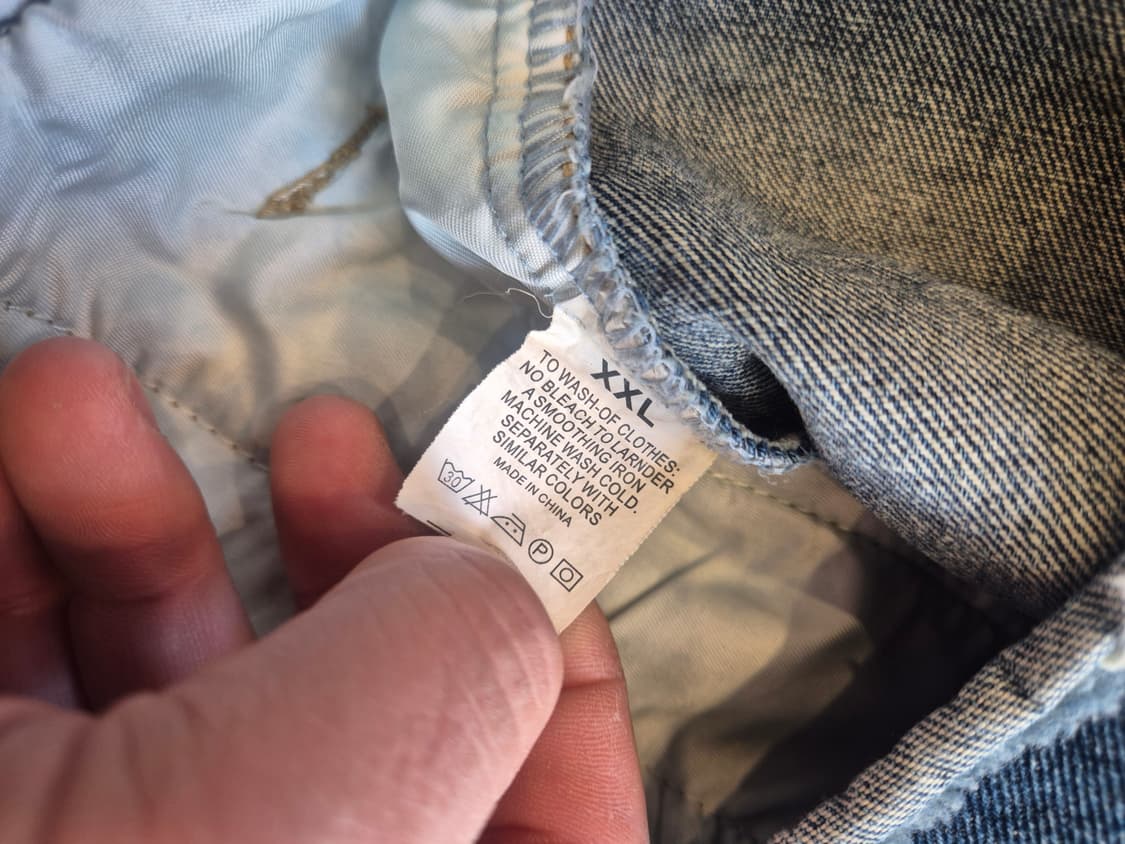 XXL
TO WASH-OF CLOTHES:
NO BLEACH TO LARNDER
A SMOOTHING IRON
MACHINE WASH COLD.
SEPARATELY WITH
SIMILAR COLORS
MADE IN CHINA
30 P